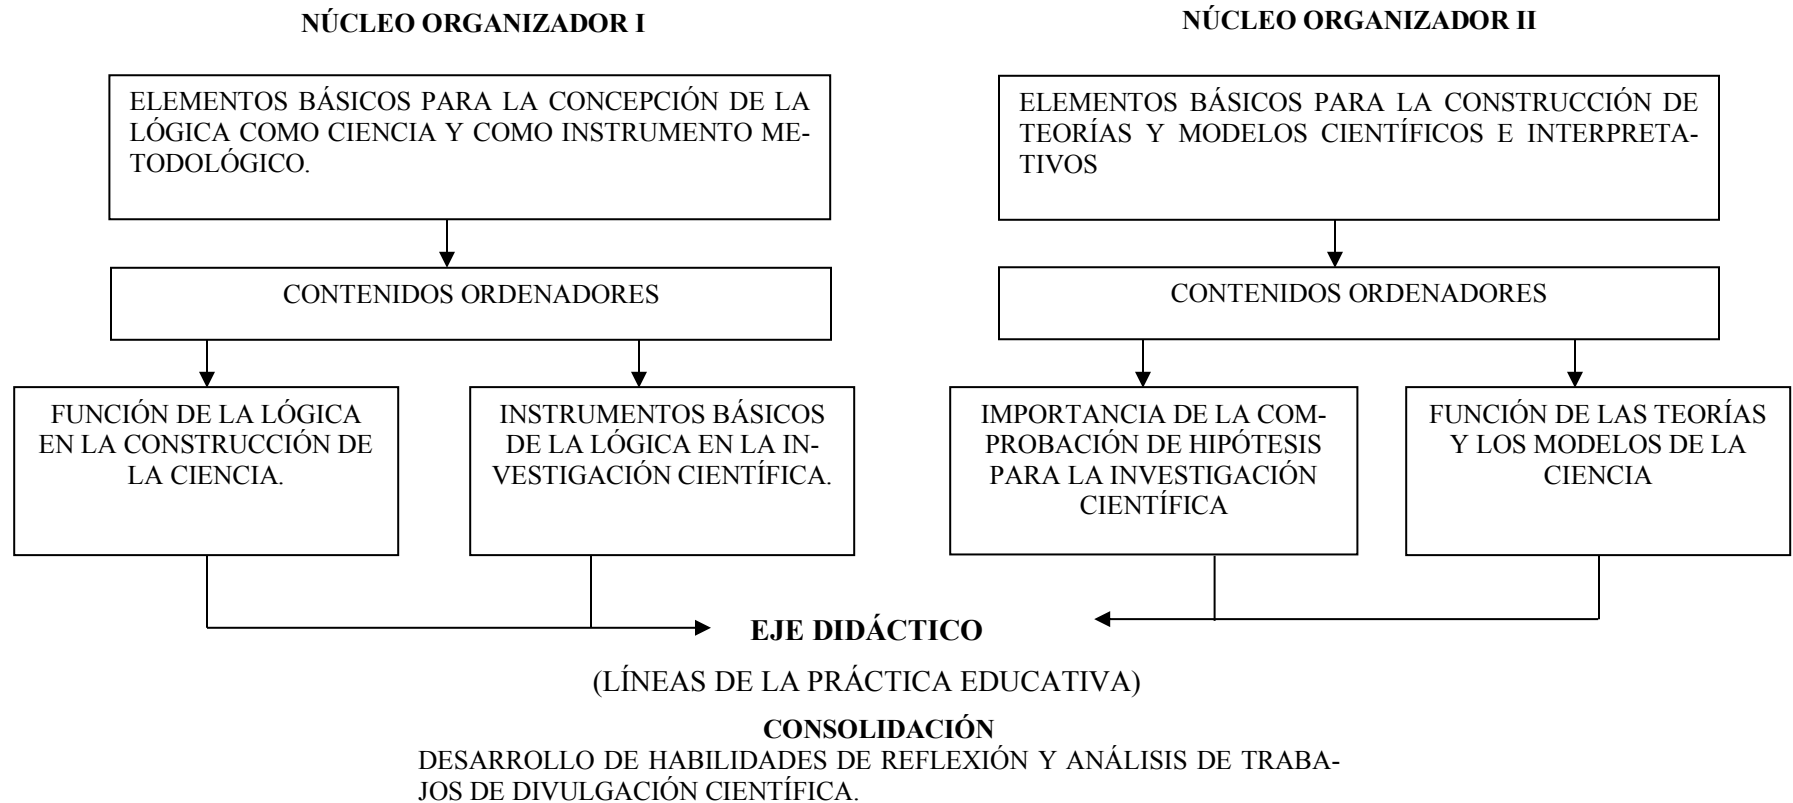 NÚCLEO ORGANIZADOR I
ELEMENTOS BÁSICOS PARA LA CONCEPCIÓN DE LA
LÓGICA COMO CIENCIA Y COMO INSTRUMENTO ME-
TODOLÓGICO.
CONTENIDOS ORDENADORES
FUNCIÓN DE LA LÓGICA
EN LA CONSTRUCCIÓN DE
LA CIENCIA.
INSTRUMENTOS BÁSICOS
DE LA LÓGICA EN LA IN-
VESTIGACIÓN CIENTÍFICA.
NÚCLEO ORGANIZADOR II
ELEMENTOS BÁSICOS PARA LA CONSTRUCCIÓN DE
TEORÍAS Y MODELOS CIENTÍFICOS E INTERPRETA-
TIVOS
CONTENIDOS ORDENADORES
IMPORTANCIA DE LA COM-
PROBACIÓN DE HIPÓTESIS
PARA LA INVESTIGACIÓN
CIENTÍFICA
FUNCIÓN DE LAS TEORÍAS
Y LOS MODELOS DE LA
CIENCIA
EJE DIDÁCTICO
(LÍNEAS DE LA PRÁCTICA EDUCATIVA)
CONSOLIDACIÓN
DESARROLLO DE HABILIDADES DE REFLEXIÓN Y ANÁLISIS DE TRABA-
JOS DE DIVULGACIÓN CIENTÍFICA.